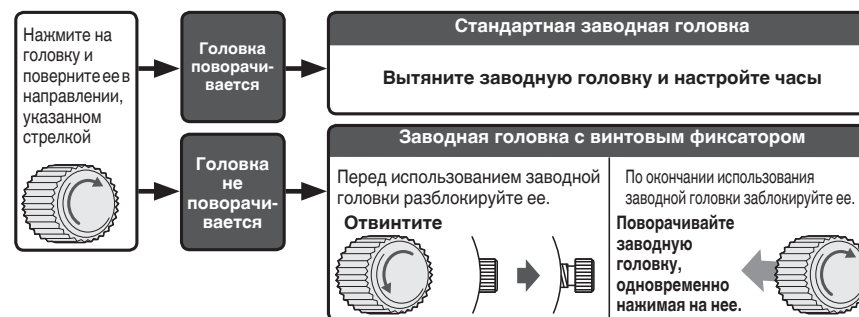 Нажмите на
головку и
поверните ее в
направлении,
указанном
стрелкой
Головка
поворачи-
вается
Стандартная заводная головка
Вытяните заводную головку и настройте часы
Головка
не
поворачи-
вается
Заводная головка с винтовым фиксатором
Перед использованием заводной
головки разблокируйте ее.
Отвинтите
По окончании использования
заводной головки заблокируйте ее.
Поворачивайте
заводную
головку,
одновременно
нажимая на нее.